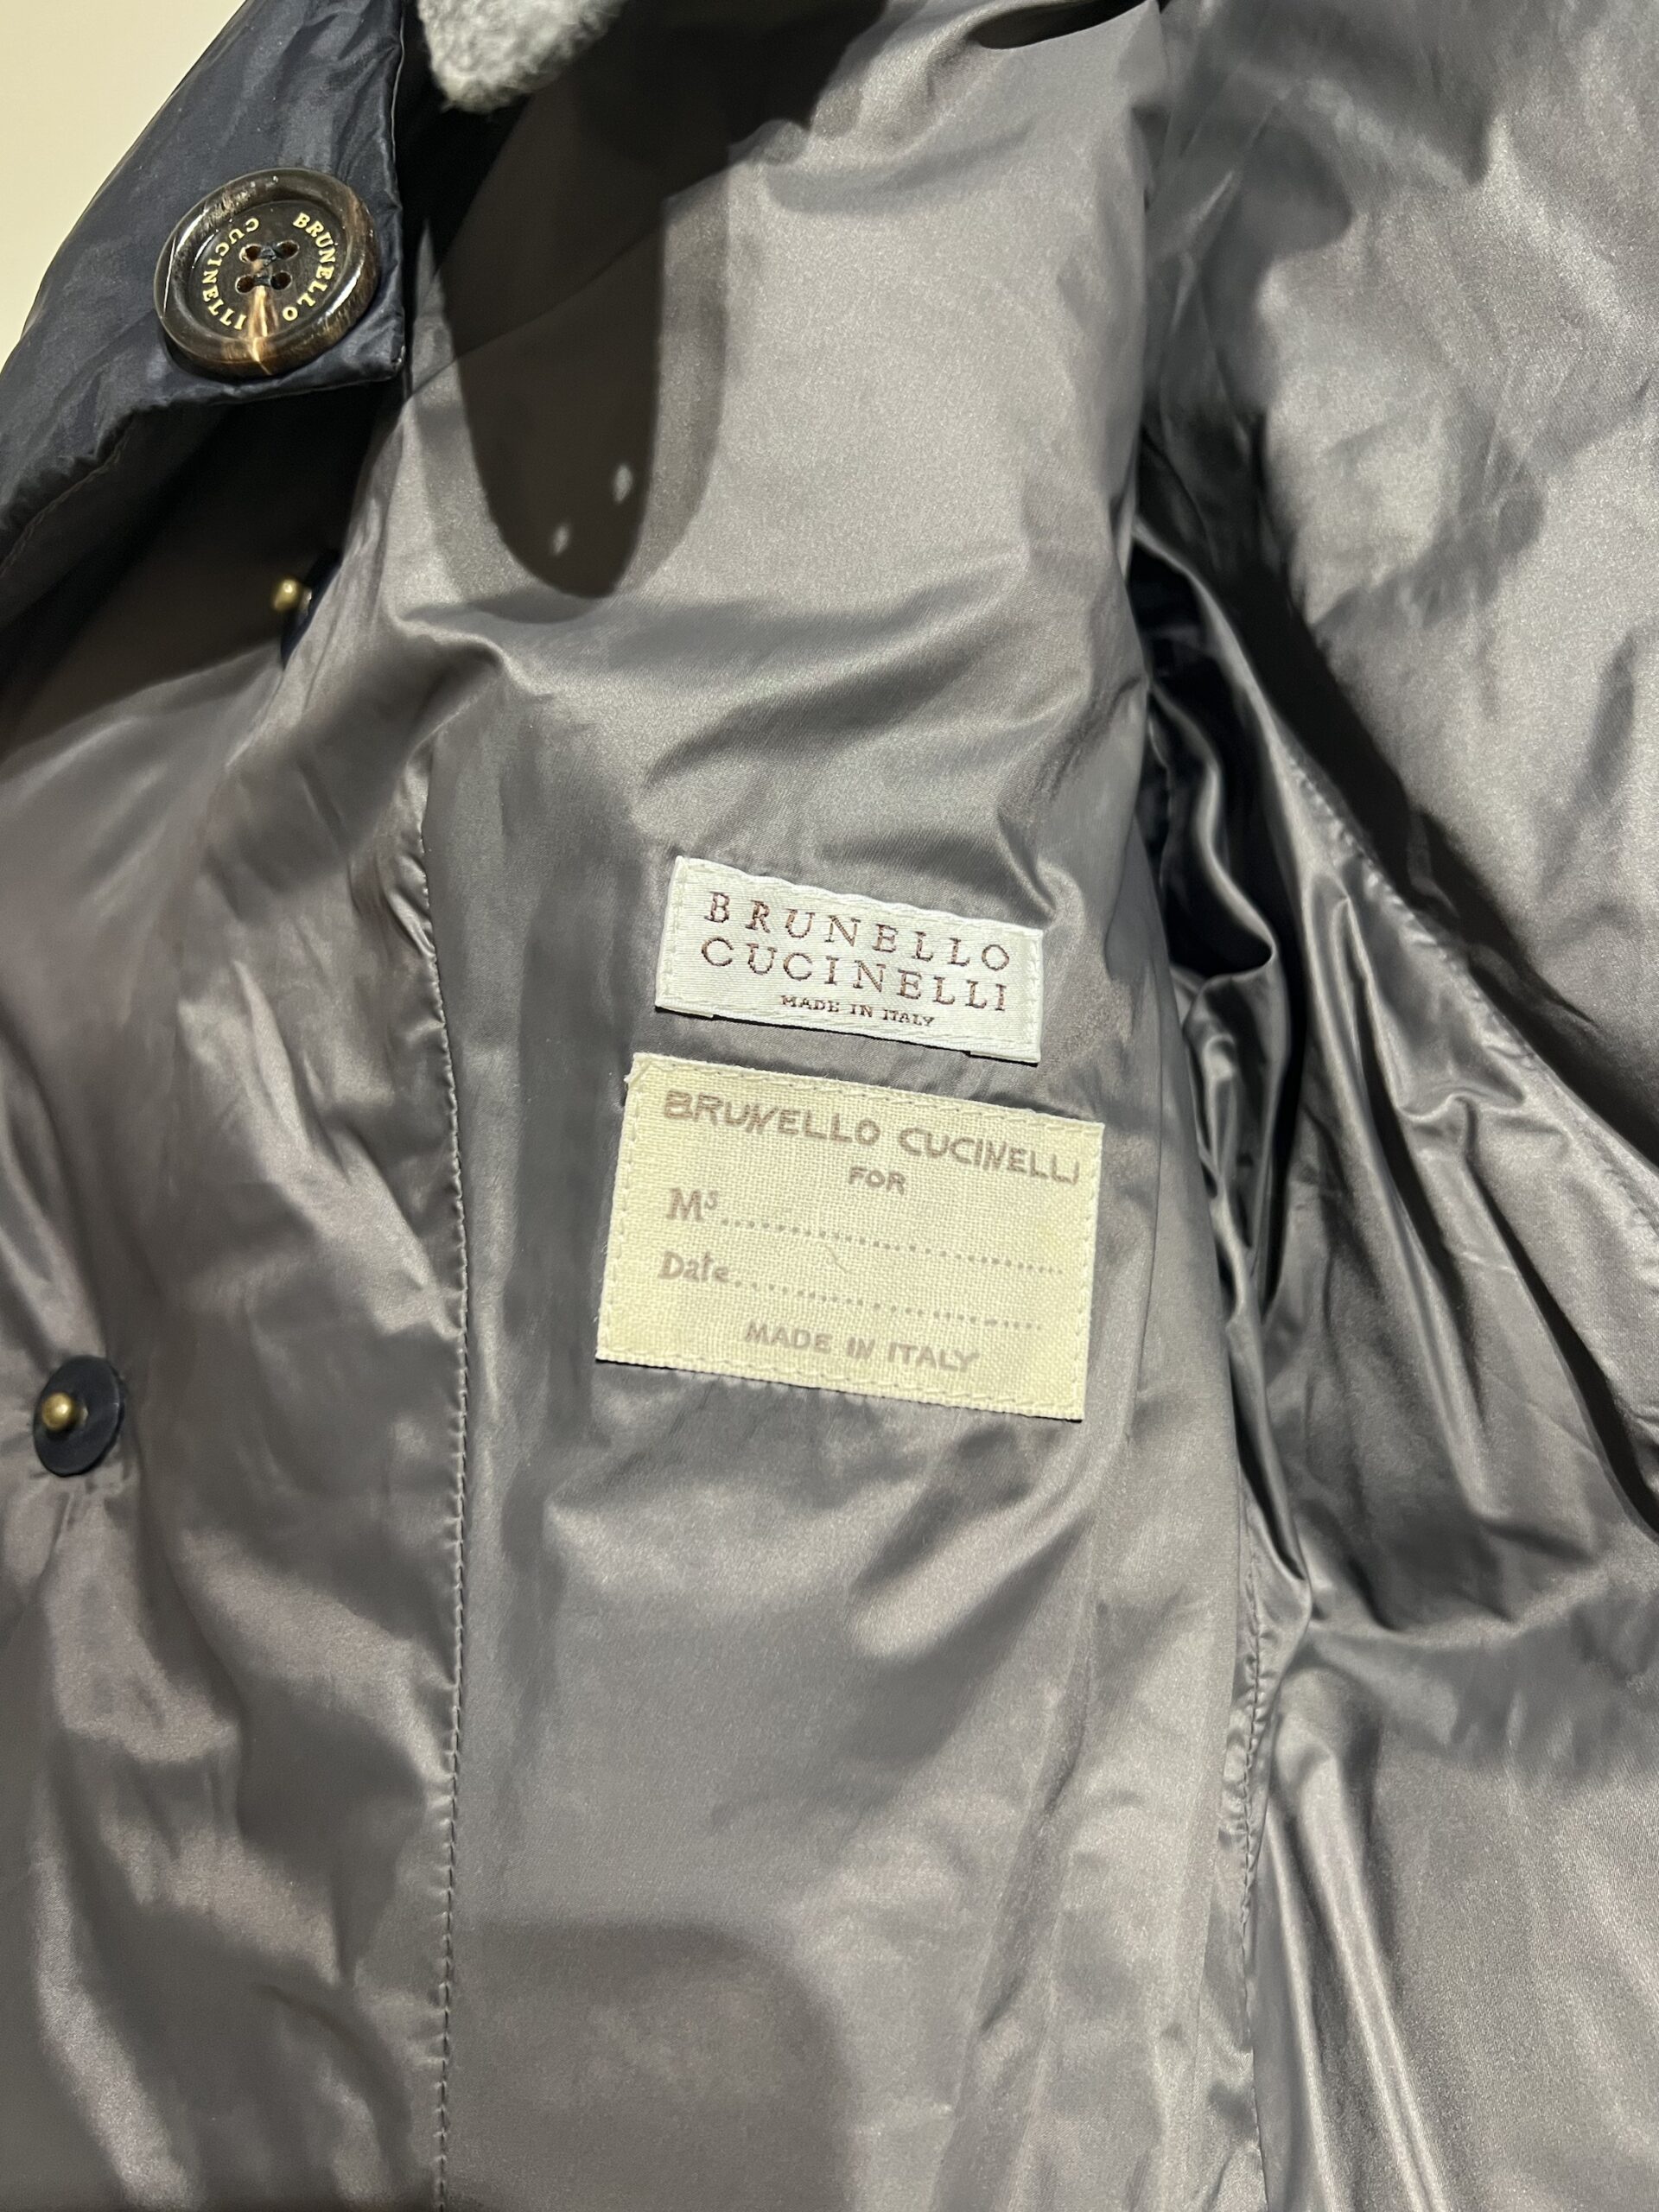 BRUNELLO CUCINELLI
BRUNELLO
CUCINELLI
MADE IN ITALY
BRUNELLO CUCINELLI
FOR
Ms........................
Date........................
MADE IN ITALY